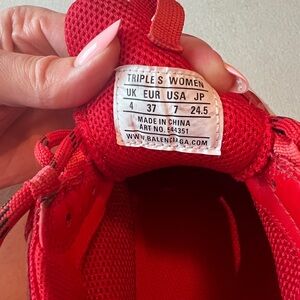 TRIPLE S WOMEN
UK EUR USA JP
4 37 7 24.5
MADE IN CHINA
ART NO. 544351
WWW.BALENCIAGA.COM